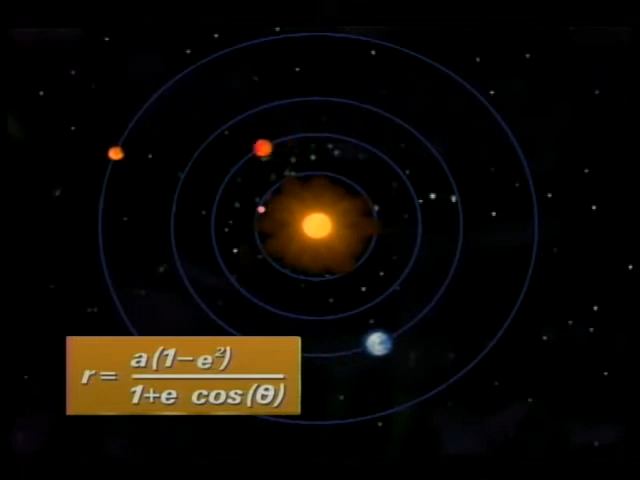 r = a(1-e²)
1+e cos(θ)